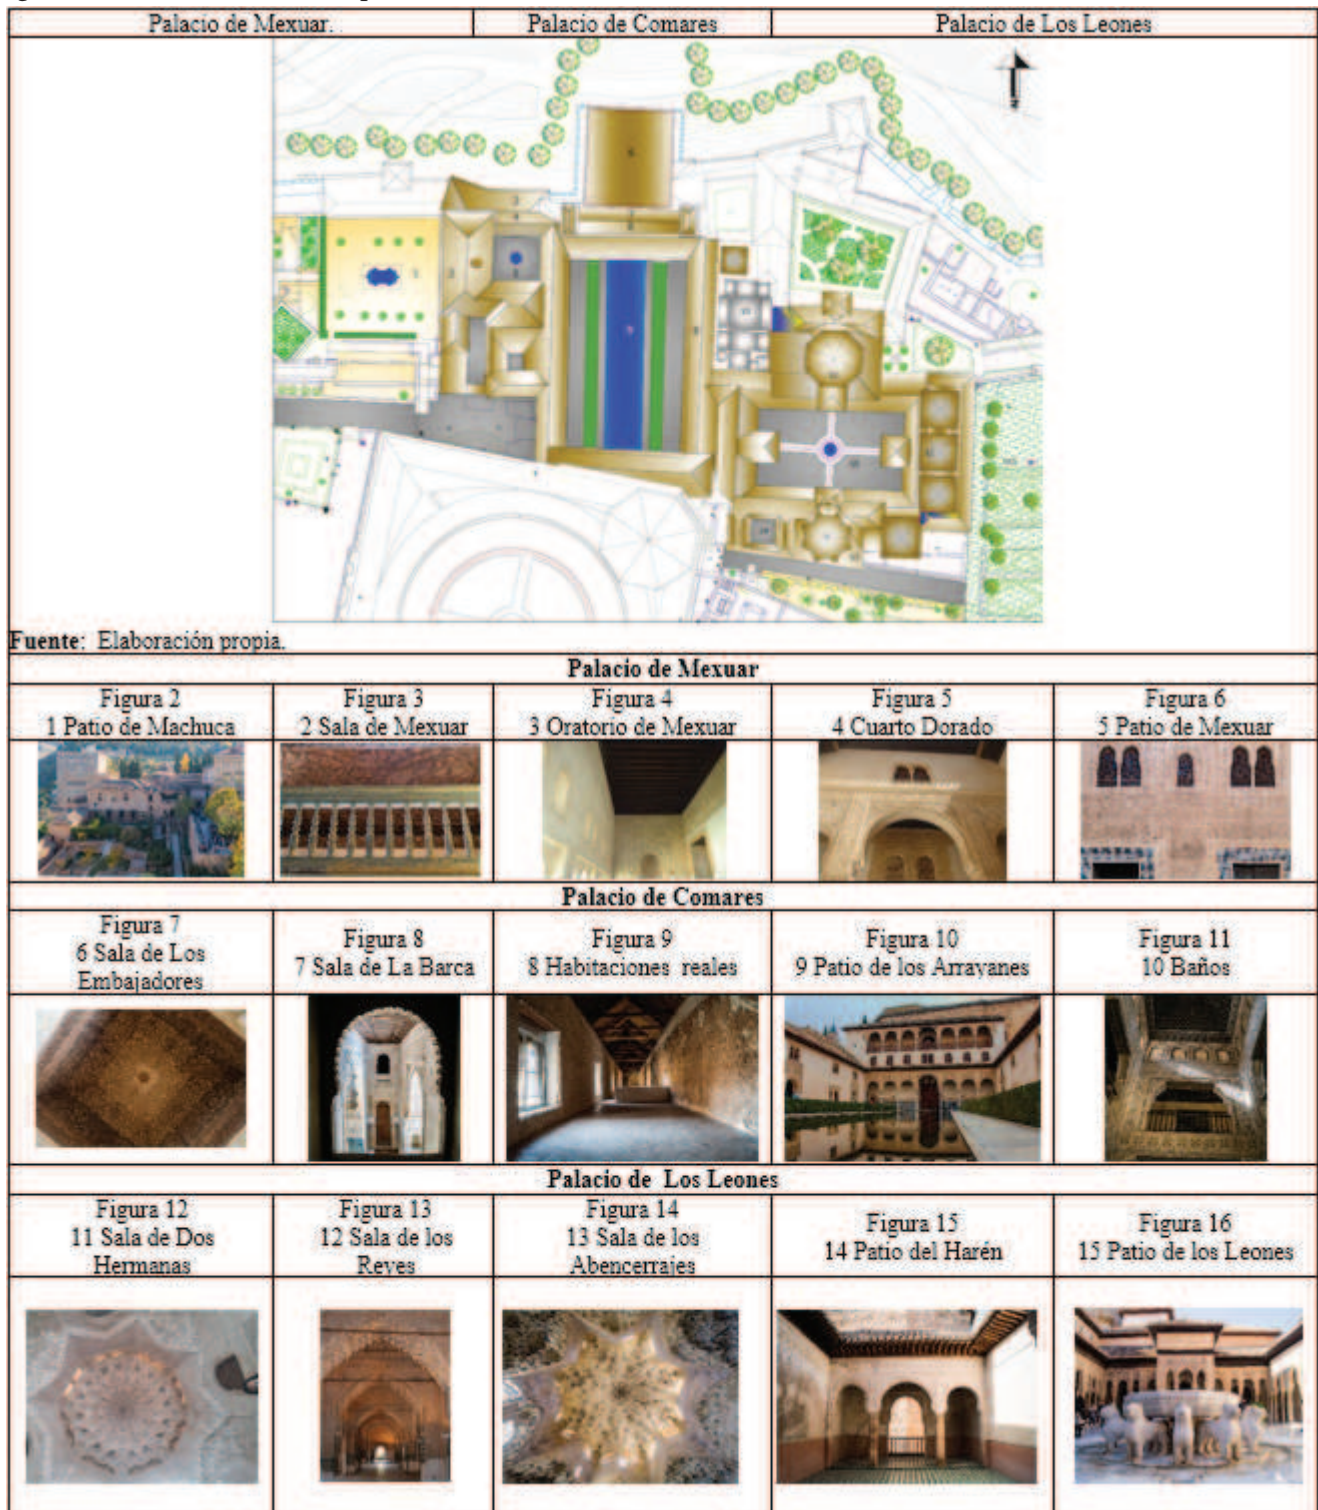 Palacio de Mexuar.
Palacio de Comares
Palacio de Los Leones
Fuente: Elaboración propia.
Palacio de Mexuar
Figura 2
1 Patio de Machuca
Figura 3
2 Sala de Mexuar
Figura 4
3 Oratorio de Mexuar
Figura 5
4 Cuarto Dorado
Figura 6
5 Patio de Mexuar
Palacio de Comares
Figura 7
6 Sala de Los
Embajadores
Figura 8
7 Sala de La Barca
Figura 9
8 Habitaciones reales
Figura 10
9 Patio de los Arrayanes
Figura 11
10 Baños
Palacio de Los Leones
Figura 12
11 Sala de Dos
Hermanas
Figura 13
12 Sala de los
Reyes
Figura 14
13 Sala de los
Abencerrajes
Figura 15
14 Patio del Harén
Figura 16
15 Patio de los Leones